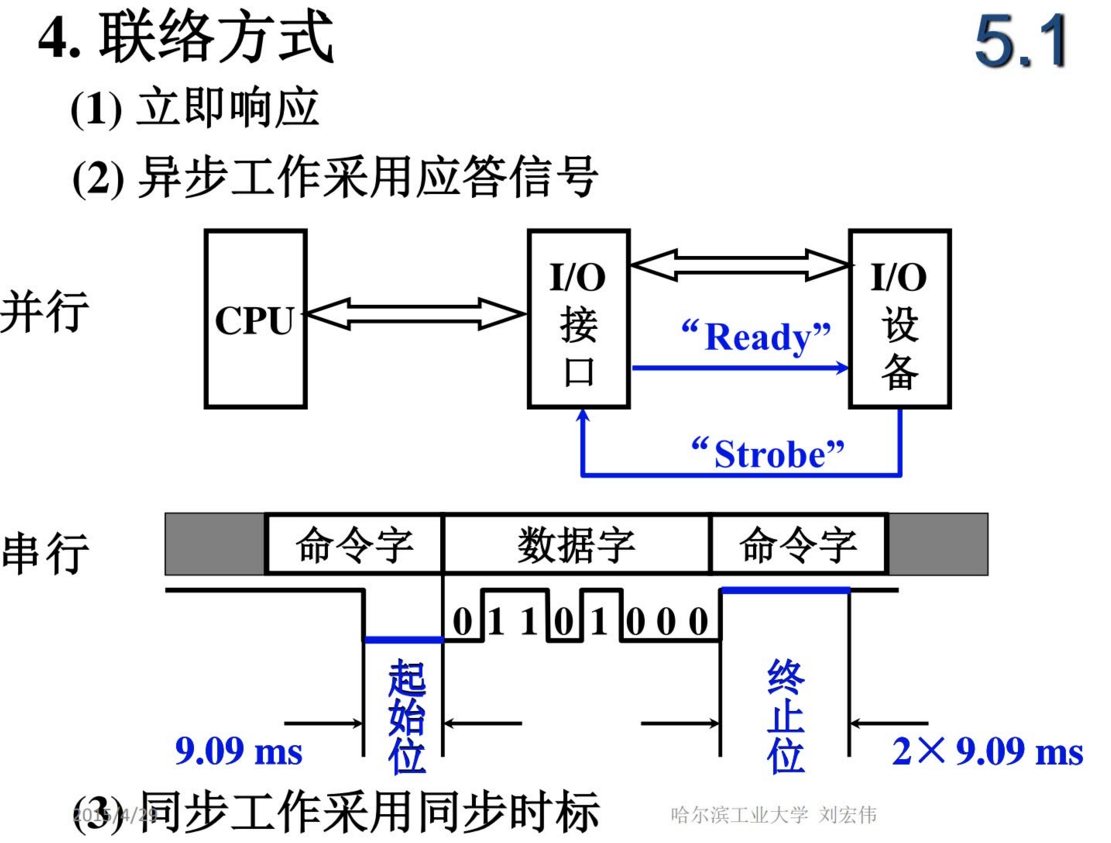 4. 联络方式
5.1
(1) 立即响应
(2) 异步工作采用应答信号
并行
CPU
I/O
接
口
I/O
设
备
“Ready”
“Strobe”
串行
命令字
数据字
命令字
0 1 1 0 1 0 0 0
起
始
位
终
止
位
9.09 ms
2× 9.09 ms
(3) 同步工作采用同步时标
哈尔滨工业大学 刘宏伟